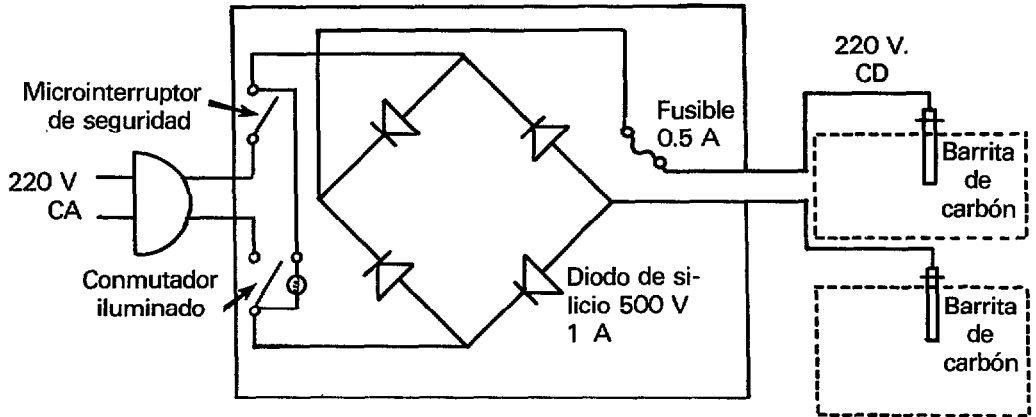 Microinterruptor
de seguridad
220 V
CA
Conmutador
iluminado
Fusible
0.5 A
Diodo de si-
licio 500 V
1 A
220 V.
CD
Barrita
de
carbón
Barrita
de
carbón